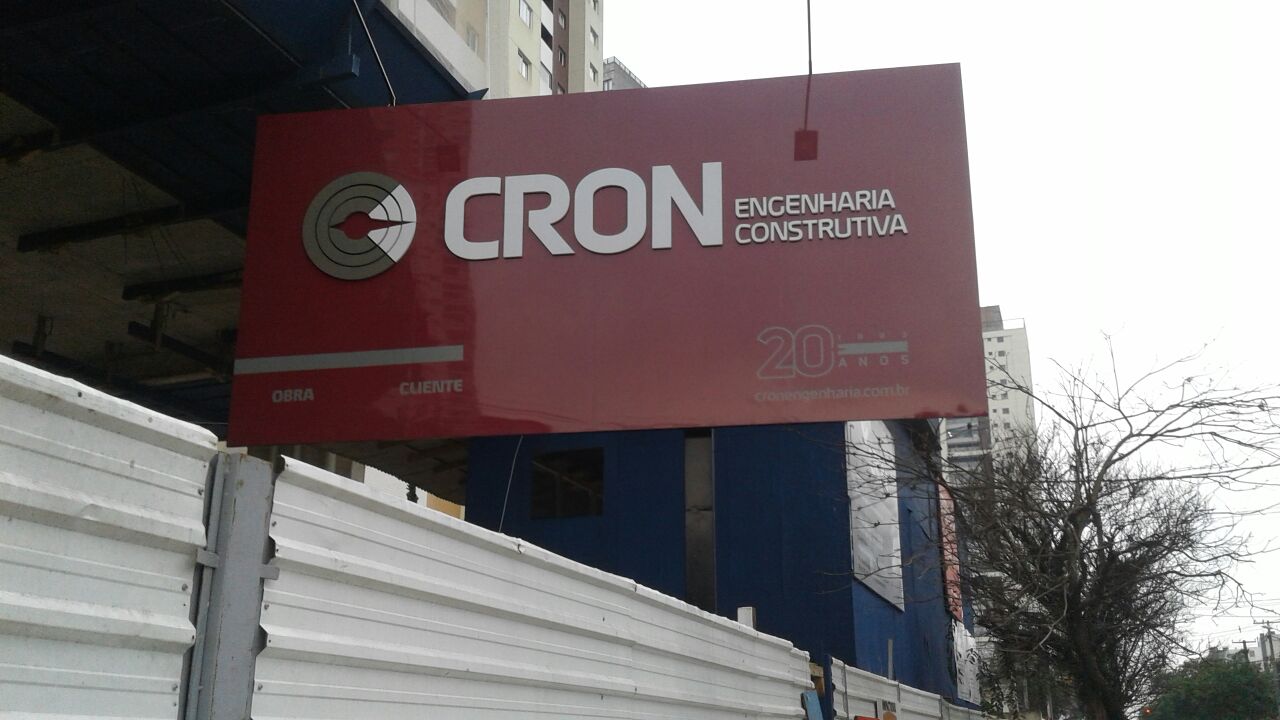 CRON
ENGENHARIA
CONSTRUTIVA
OBRA
CLIENTE
20
ANOS
cronengenharia.com.br